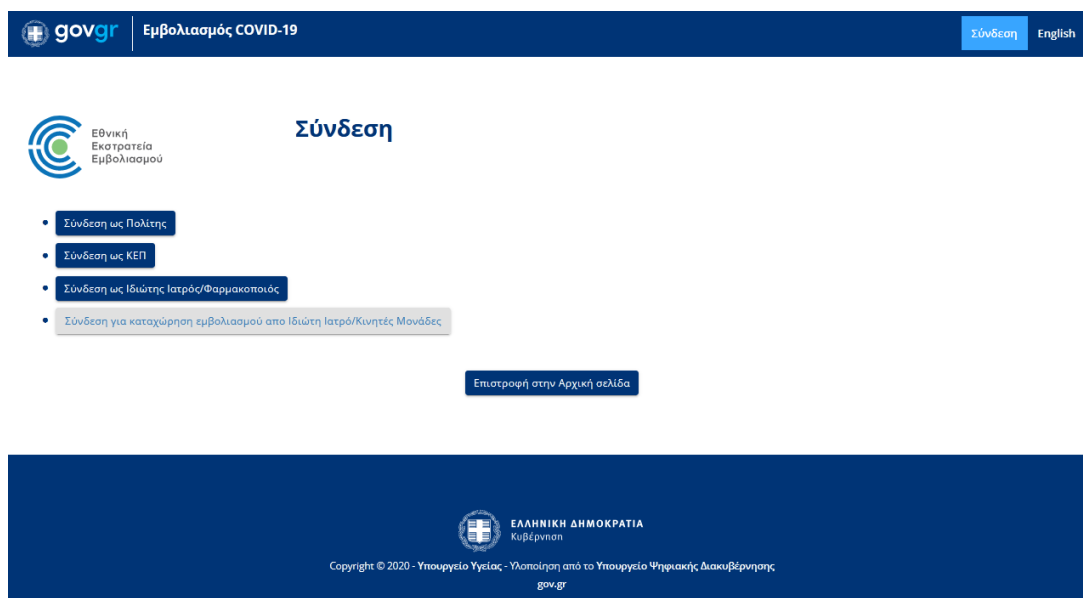 govgr
Εμβολιασμός COVID-19
Σύνδεση
English
Εθνική
Εκστρατεία
Εμβολιασμού
Σύνδεση
Σύνδεση ως Πολίτης
Σύνδεση ως ΚΕΠ
Σύνδεση ως Ιδιώτης Ιατρός/Φαρμακοποιός
Σύνδεση για καταχώρηση εμβολιασμού απο Ιδιώτη Ιατρό/Κινητές Μονάδες
Επιστροφή στην Αρχική σελίδα
ΕΛΛΗΝΙΚΗ ΔΗΜΟΚΡΑΤΙΑ
Κυβέρνηση
Copyright © 2020 - Υπουργείο Υγείας - Υλοποίηση από το Υπουργείο Ψηφιακής Διακυβέρνησης
gov.gr